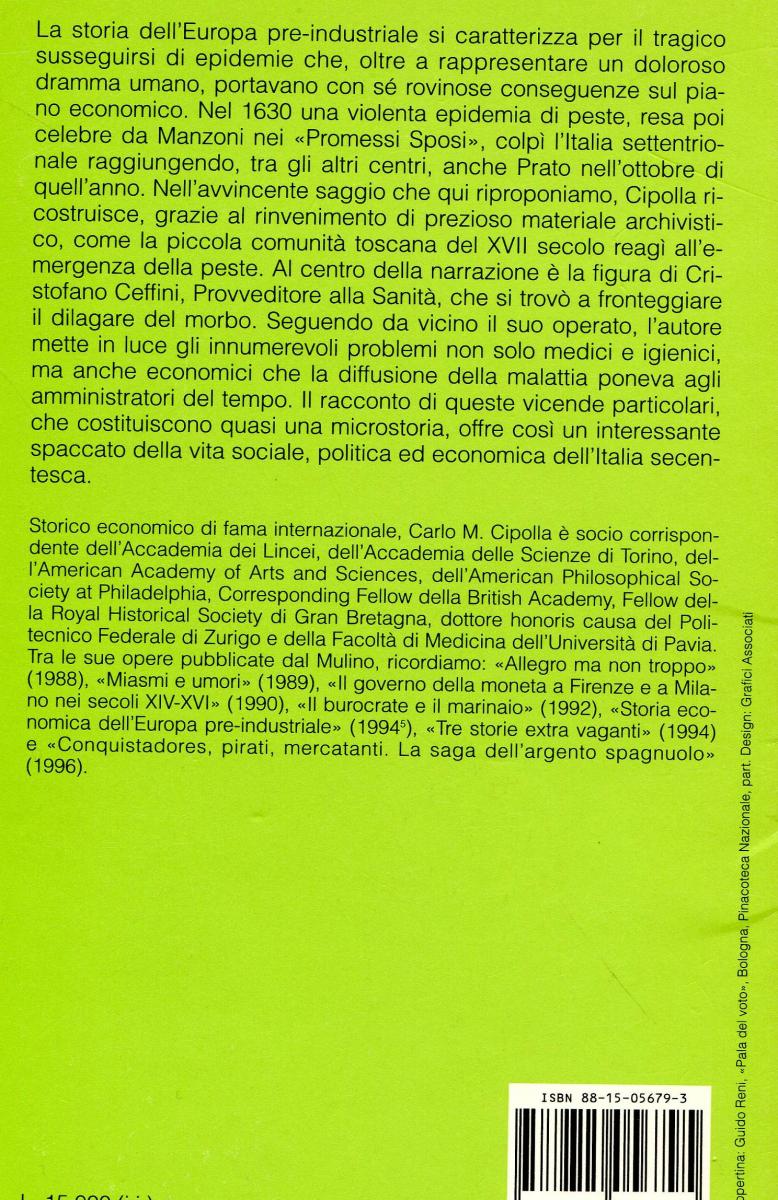 La storia dell'Europa pre-industriale si caratterizza per il tragico
susseguirsi di epidemie che, oltre a rappresentare un doloroso
dramma umano, portavano con sé rovinose conseguenze sul pia-
no economico. Nel 1630 una violenta epidemia di peste, resa poi
celebre da Manzoni nei «Promessi Sposi», colpì l'Italia settentrio-
nale raggiungendo, tra gli altri centri, anche Prato nell'ottobre di
quell'anno. Nell'avvincente saggio che qui riproponiamo, Cipolla ri-
costruisce, grazie al rinvenimento di prezioso materiale archivisti-
co, come la piccola comunità toscana del XVII secolo reagì all'e-
mergenza della peste. Al centro della narrazione è la figura di Cri-
stofano Ceffini, Provveditore alla Sanità, che si trovò a fronteggiare
il dilagare del morbo. Seguendo da vicino il suo operato, l'autore
mette in luce gli innumerevoli problemi non solo medici e igienici,
ma anche economici che la diffusione della malattia poneva agli
amministratori del tempo. Il racconto di queste vicende particolari,
che costituiscono quasi una microstoria, offre così un interessante
spaccato della vita sociale, politica ed economica dell'Italia secen-
tesca.
Storico economico di fama internazionale, Carlo M. Cipolla è socio corrispon-
dente dell'Accademia dei Lincei, dell'Accademia delle Scienze di Torino, del-
l'American Academy of Arts and Sciences, dell'American Philosophical So-
ciety at Philadelphia, Corresponding Fellow della British Academy, Fellow del-
la Royal Historical Society di Gran Bretagna, dottore honoris causa del Poli-
tecnico Federale di Zurigo e della Facoltà di Medicina dell'Università di Pavia.
Tra le sue opere pubblicate dal Mulino, ricordiamo: «Allegro ma non troppo»
(1988), «Miasmi e umori» (1989), «Il governo della moneta a Firenze e a Mila-
no nei secoli XIV-XVI» (1990), «Il burocrate e il marinaio» (1992), «Storia eco-
nomica dell'Europa pre-industriale» (1994⁵), «Tre storie extra vaganti» (1994)
e «Conquistadores, pirati, mercatanti. La saga dell'argento spagnuolo»
(1996).
opertina: Guido Reni, «Pala del voto», Bologna, Pinacoteca Nazionale, part. Design: Grafici Associati
ISBN 88-15-05679-3